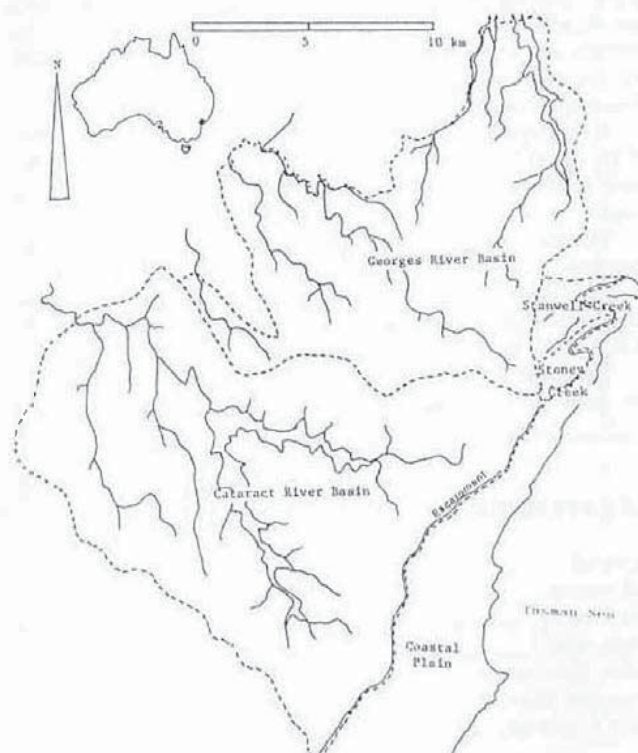 0 5 10 km
N
Georges River Basin
Stanwell Creek
Stoney
Creek
Cataract River Basin
Escarpment
Tasman Sea
Coastal
Plain